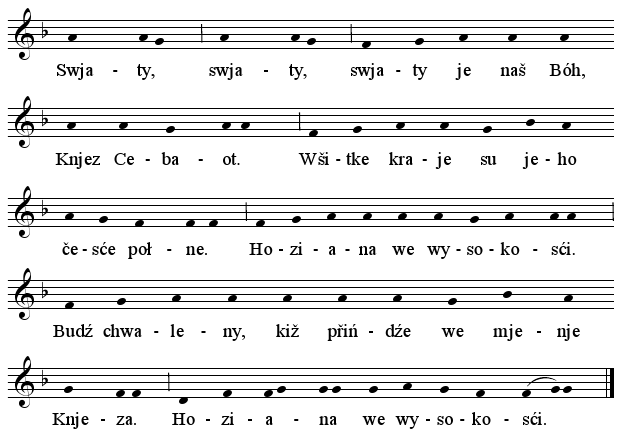 Swja - ty, swja - ty, swja - ty je naš Bóh,
Knjez Ce - ba - ot. Wši - tke kra - je su je - ho
čе - sće poł - ne. Ho - zi - a - na we wy - so - ko - sći.
Budź chwa - le - ny, kiž přiń - dźe we mje - nje
Knje - za. Ho - zi - a - na we wy - so - ko - sći.